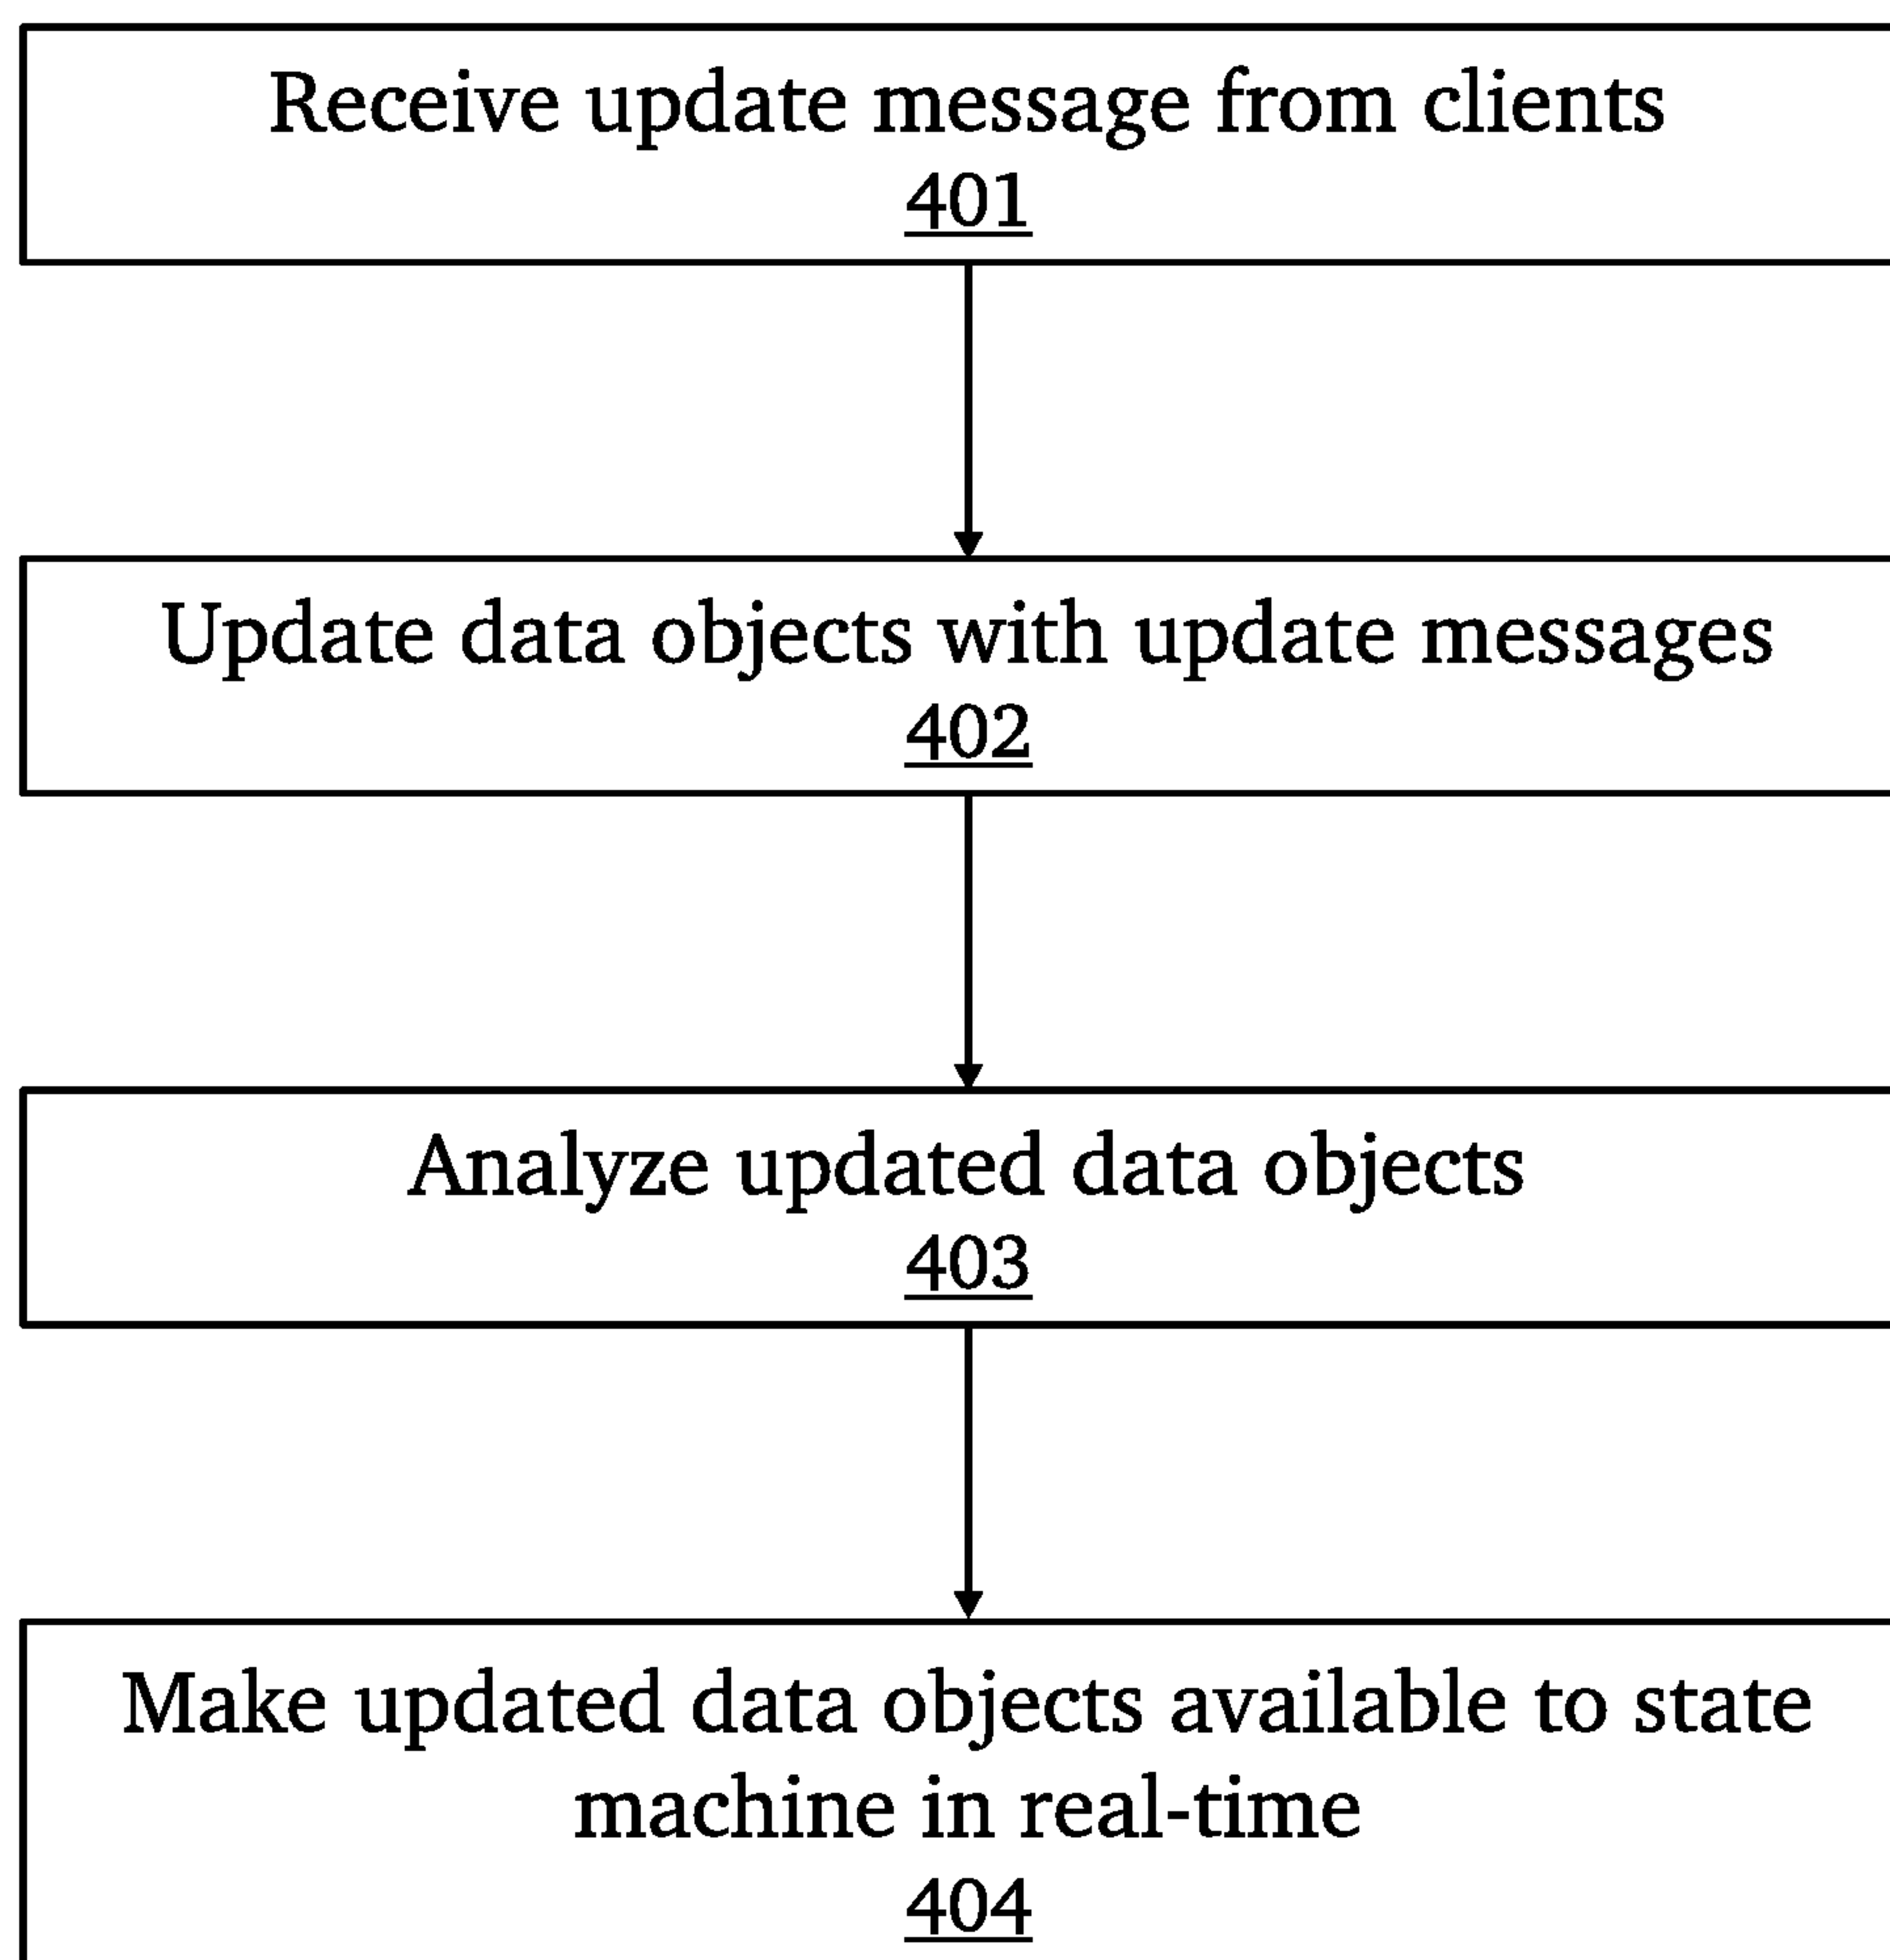 Receive update message from clients
401
Update data objects with update messages
402
Analyze updated data objects
403
Make updated data objects available to state
machine in real-time
404